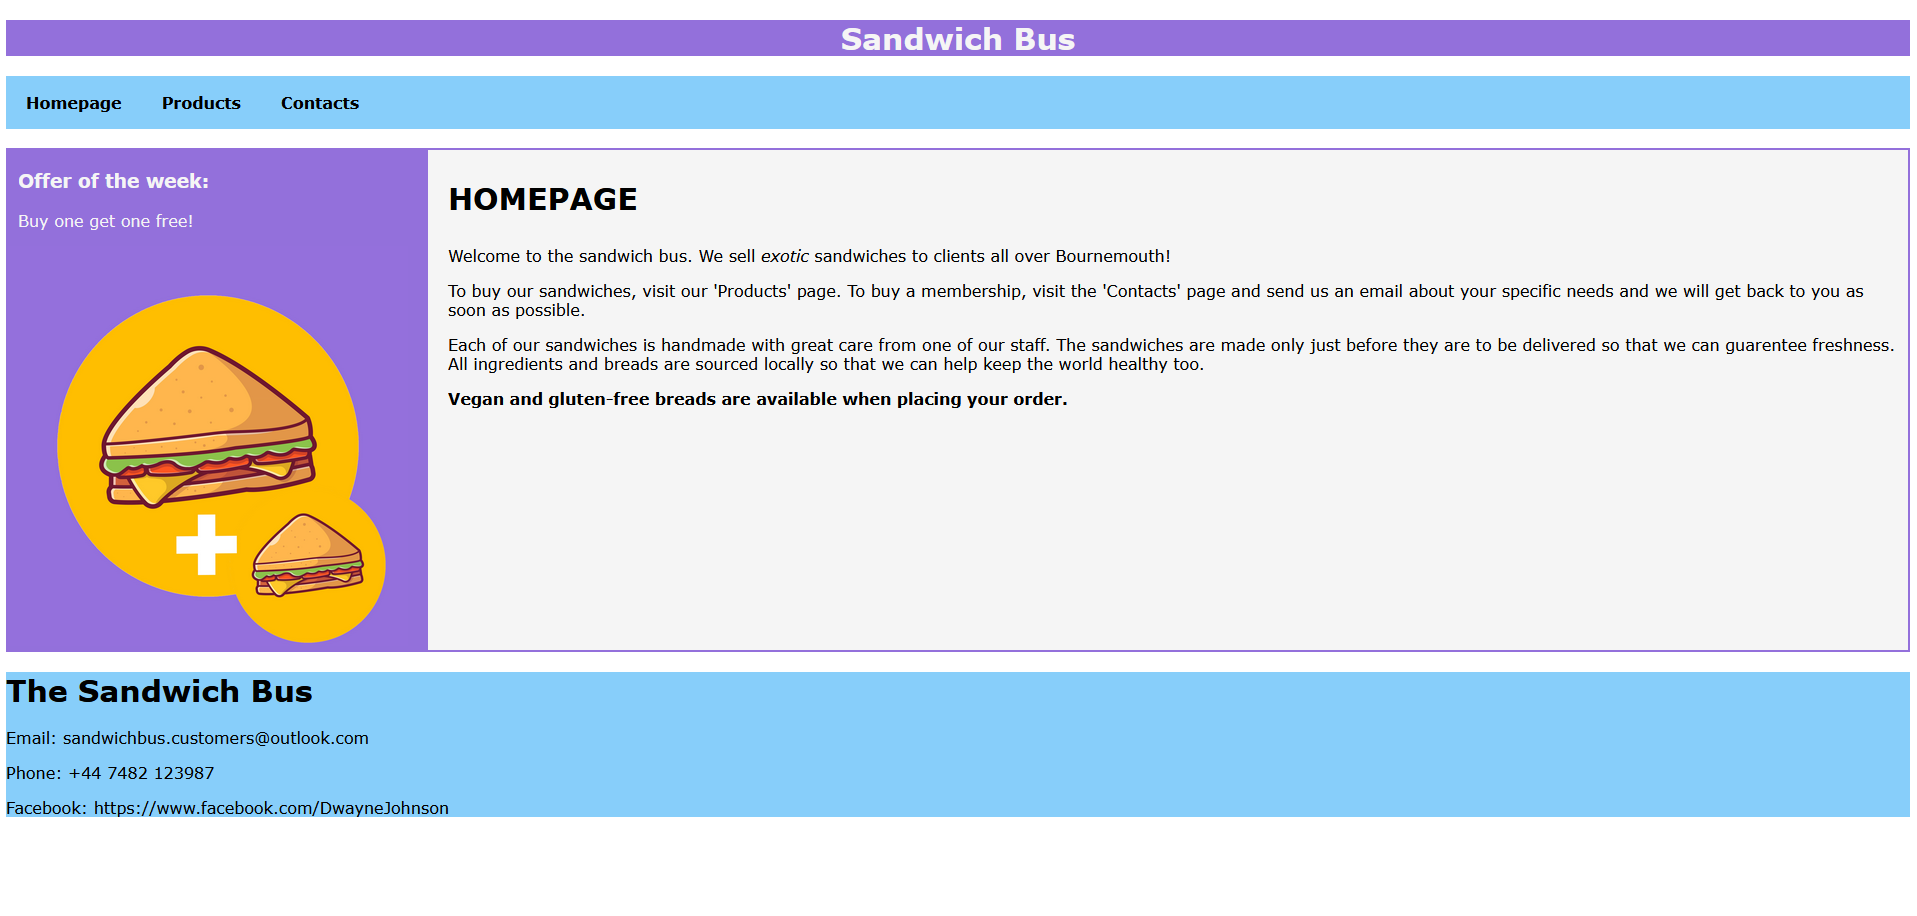 Sandwich Bus
Homepage Products Contacts
Offer of the week:
Buy one get one free!
HOMEPAGE
Welcome to the sandwich bus. We sell exotic sandwiches to clients all over Bournemouth!
To buy our sandwiches, visit our 'Products' page. To buy a membership, visit the 'Contacts' page and send us an email about your specific needs and we will get back to you as
soon as possible.
Each of our sandwiches is handmade with great care from one of our staff. The sandwiches are made only just before they are to be delivered so that we can guarentee freshness.
All ingredients and breads are sourced locally so that we can help keep the world healthy too.
Vegan and gluten-free breads are available when placing your order.
The Sandwich Bus
Email: sandwichbus.customers@outlook.com
Phone: +44 7482 123987
Facebook: https://www.facebook.com/DwayneJohnson